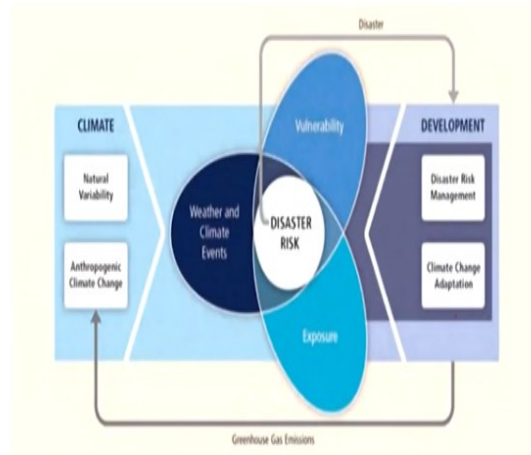 Disaster
CLIMATE
Natural
Variability
Anthropogenic
Climate Change
Vulnerability
Weather and
Climate
Events
DISASTER
RISK
Exposure
DEVELOPMENT
Disaster Risk
Management
Climate Change
Adaptation
Greenhouse Gas Emissions